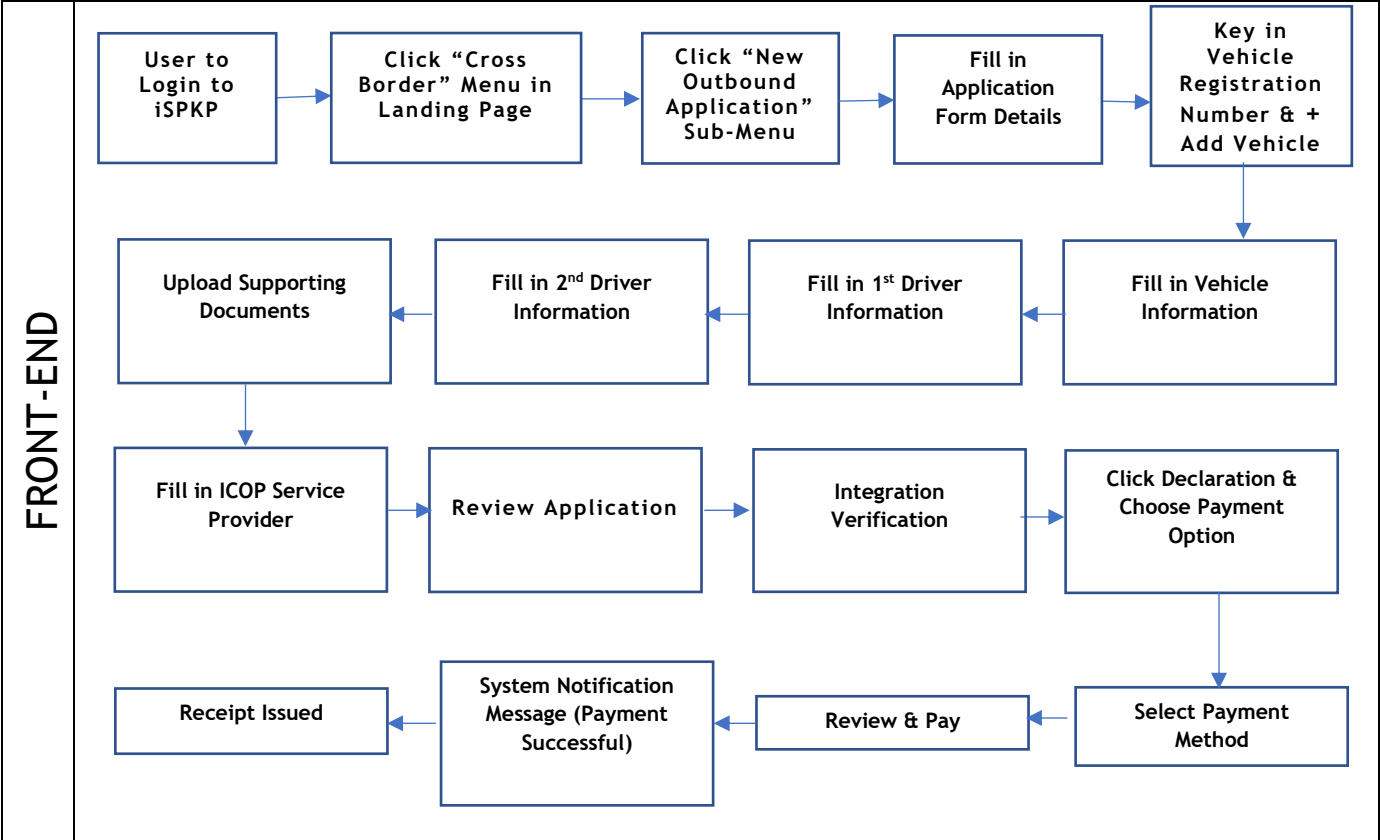 FRONT-END
User to
Login to
iSPKP
Click “Cross
Border” Menu in
Landing Page
Click “New
Outbound
Application”
Sub-Menu
Fill in
Application
Form Details
Key in
Vehicle
Registration
Number & +
Add Vehicle
Fill in Vehicle
Information
Fill in 1st Driver
Information
Fill in 2nd Driver
Information
Upload Supporting
Documents
Fill in ICOP Service
Provider
Review Application
Integration
Verification
Click Declaration &
Choose Payment
Option
Select Payment
Method
Review & Pay
System Notification
Message (Payment
Successful)
Receipt Issued